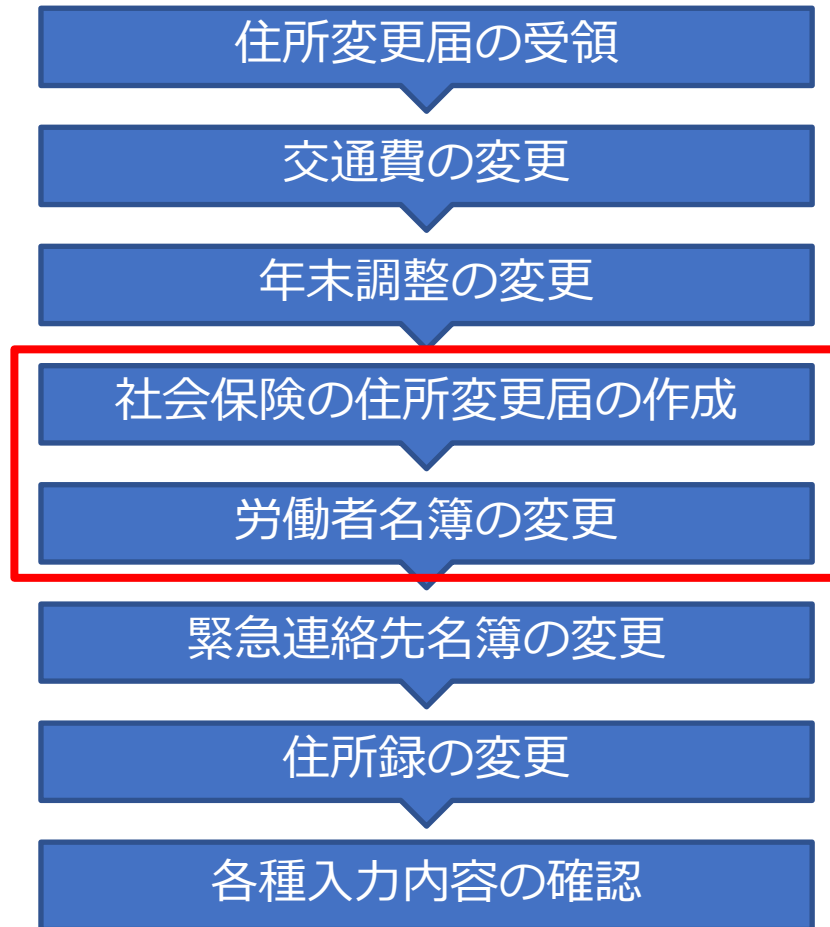 住所変更届の受領
交通費の変更
年末調整の変更
社会保険の住所変更届の作成
労働者名簿の変更
緊急連絡先名簿の変更
住所録の変更
各種入力内容の確認